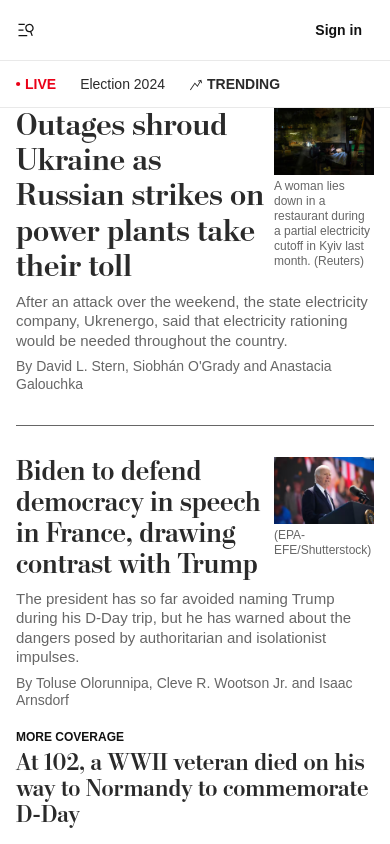 Sign in
• LIVE
Election 2024
TRENDING
Outages shroud
Ukraine as
Russian strikes on
power plants take
their toll
A woman lies
down in a
restaurant during
a partial electricity
cutoff in Kyiv last
month. (Reuters)
After an attack over the weekend, the state electricity
company, Ukrenergo, said that electricity rationing
would be needed throughout the country.
By David L. Stern, Siobhán O'Grady and Anastacia
Galouchka
Biden to defend
democracy in speech
in France, drawing
contrast with Trump
(EPA-
EFE/Shutterstock)
The president has so far avoided naming Trump
during his D-Day trip, but he has warned about the
dangers posed by authoritarian and isolationist
impulses.
By Toluse Olorunnipa, Cleve R. Wootson Jr. and Isaac
Arnsdorf
MORE COVERAGE
At 102, a WWII veteran died on his
way to Normandy to commemorate
D-Day